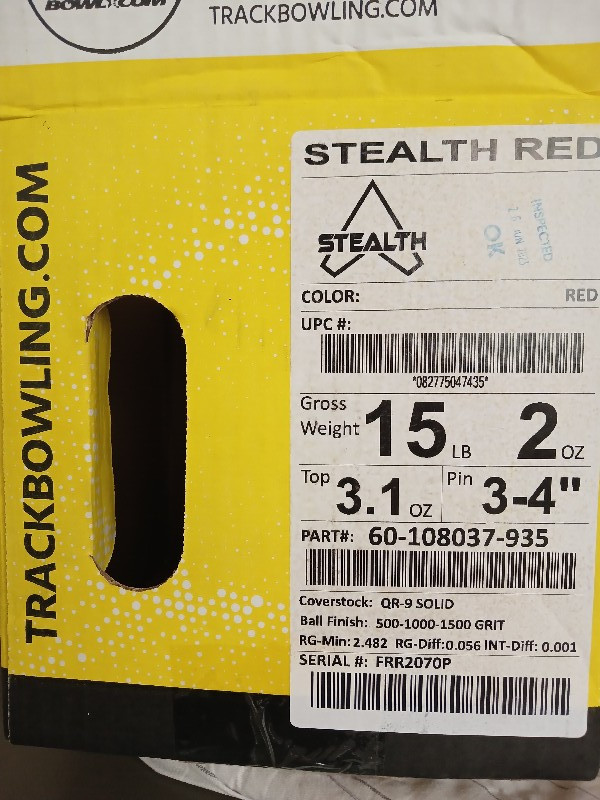 BOWL.COM
TRACKBOWLING.COM
TRACKBOWLING.COM
STEALTH RED
STEALTH
INSPECTED
OK
COLOR: RED
UPC #:
*082775047435*
Gross Weight 15 LB 2 OZ
Top 3.1 OZ Pin 3-4"
PART#: 60-108037-935
Coverstock: QR-9 SOLID
Ball Finish: 500-1000-1500 GRIT
RG-Min: 2.482 RG-Diff: 0.056 INT-Diff: 0.001
SERIAL #: FRR2070P